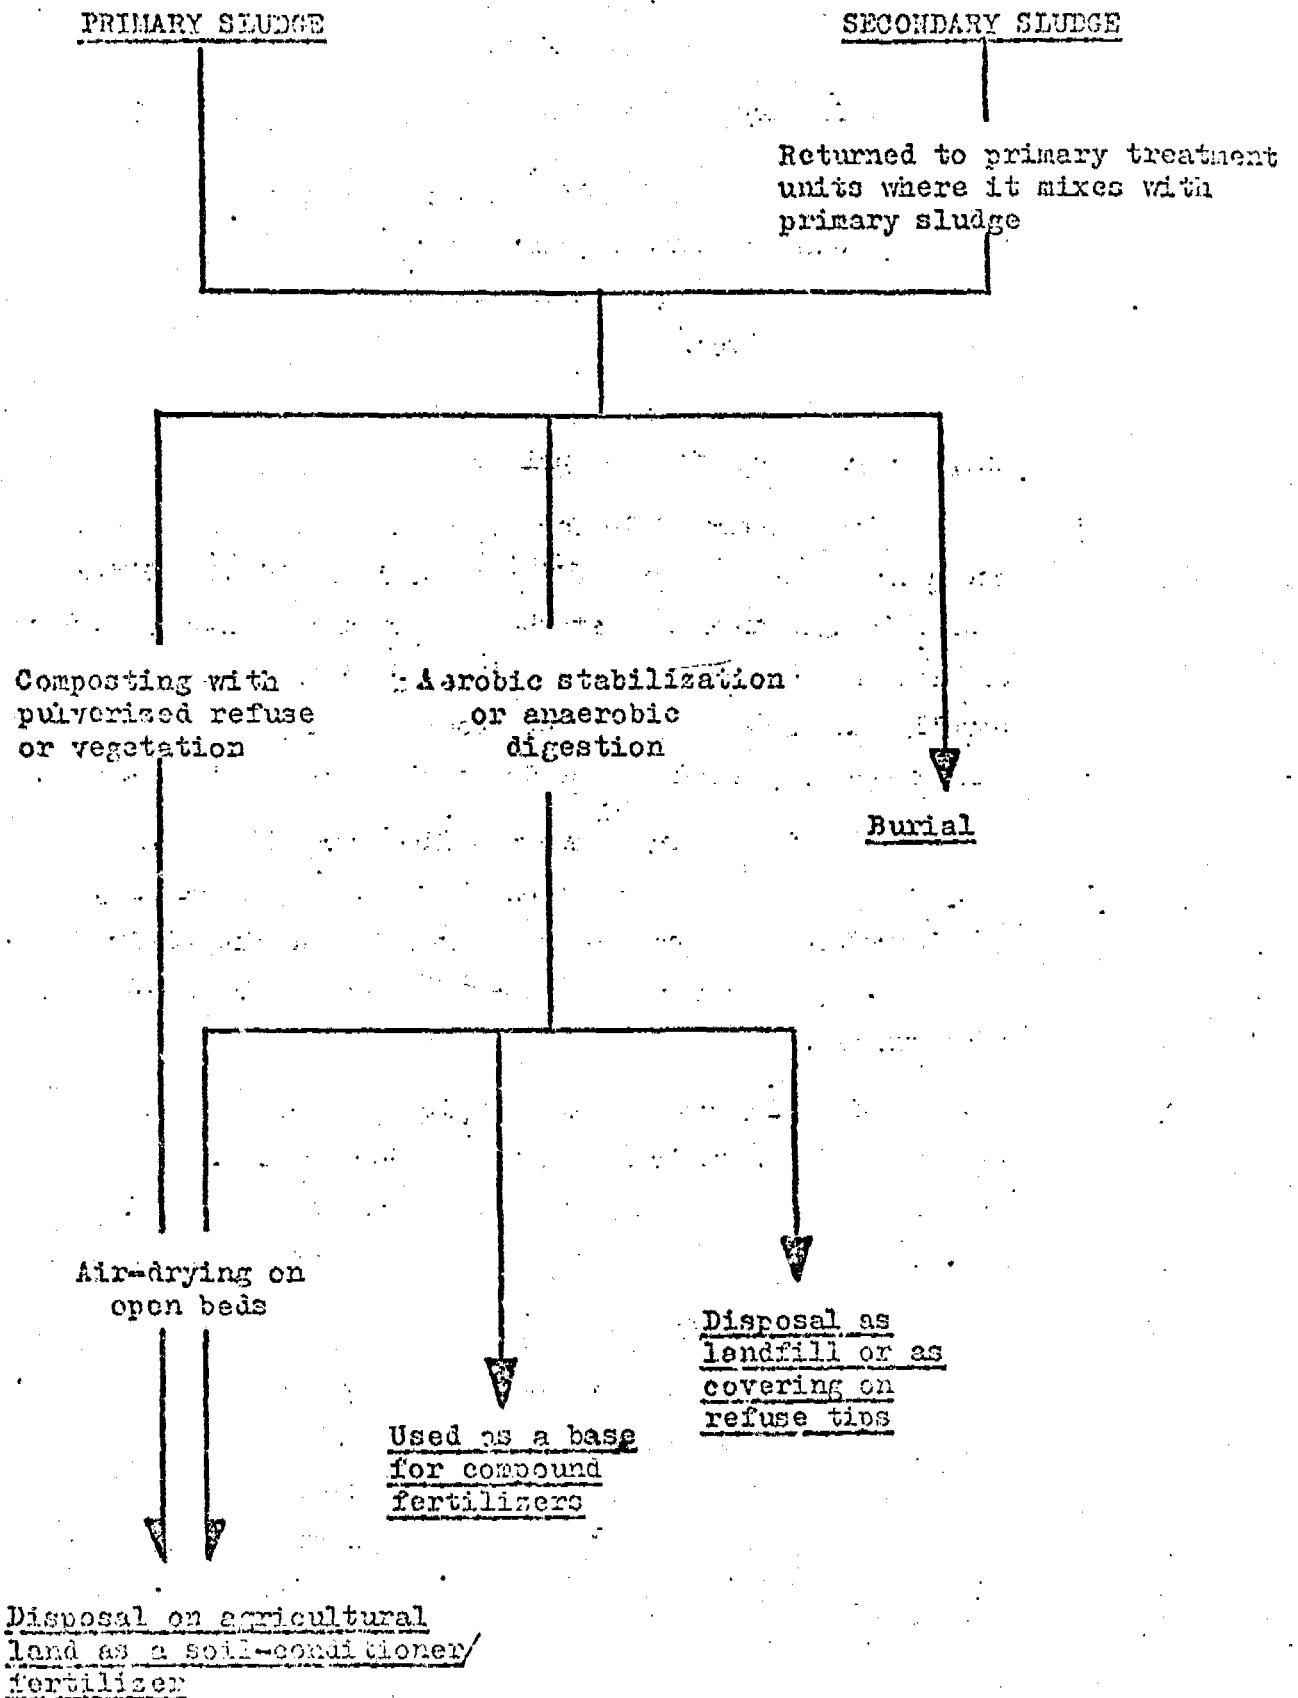 PRIMARY SLUDGE
SECONDARY SLUDGE
Returned to primary treatment
units where it mixes with
primary sludge
Composting with
pulverized refuse
or vegetation
Aerobic stabilization
or anaerobic
digestion
Burial
Air-drying on
open beds
Disposal as
landfill or as
covering on
refuse tips
Used as a base
for compound
fertilizers
Disposal on agricultural
land as a soil-conditioner/
fertilizer